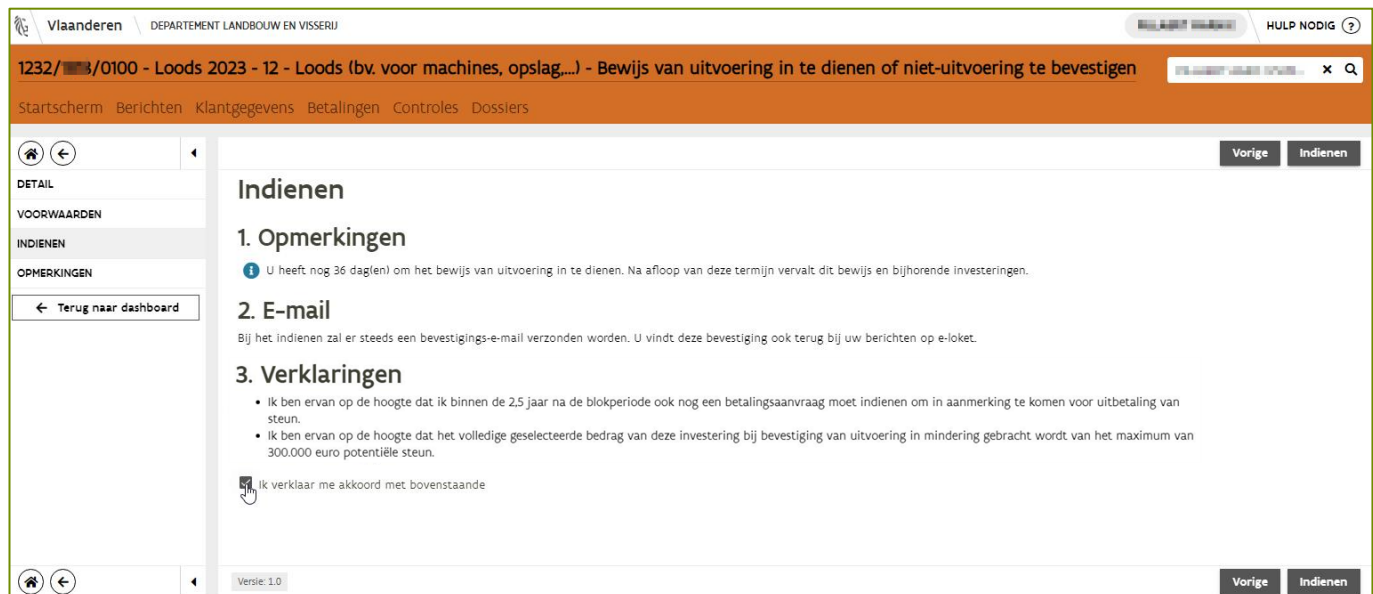 Vlaanderen DEPARTEMENT LANDBOUW EN VISSERIJ HULP NODIG ?
1232/ /0100 - Loods 2023 - 12 - Loods (bv. voor machines, opslag,...) - Bewijs van uitvoering in te dienen of niet-uitvoering te bevestigen
Startscherm Berichten Klantgegevens Betalingen Controles Dossiers
Vorige Indienen
DETAIL
VOORWAARDEN
INDIENEN
OPMERKINGEN
Terug naar dashboard
Indienen
1. Opmerkingen
U heeft nog 36 dag(en) om het bewijs van uitvoering in te dienen. Na afloop van deze termijn vervalt dit bewijs en bijhorende investeringen.
2. E-mail
Bij het indienen zal er steeds een bevestigings-e-mail verzonden worden. U vindt deze bevestiging ook terug bij uw berichten op e-loket.
3. Verklaringen
• Ik ben ervan op de hoogte dat ik binnen de 2,5 jaar na de blokperiode ook nog een betalingsaanvraag moet indienen om in aanmerking te komen voor uitbetaling van
steun.
• Ik ben ervan op de hoogte dat het volledige geselecteerde bedrag van deze investering bij bevestiging van uitvoering in mindering gebracht wordt van het maximum van
300.000 euro potentiële steun.
Ik verklaar me akkoord met bovenstaande
Versie: 1.0
Vorige Indienen